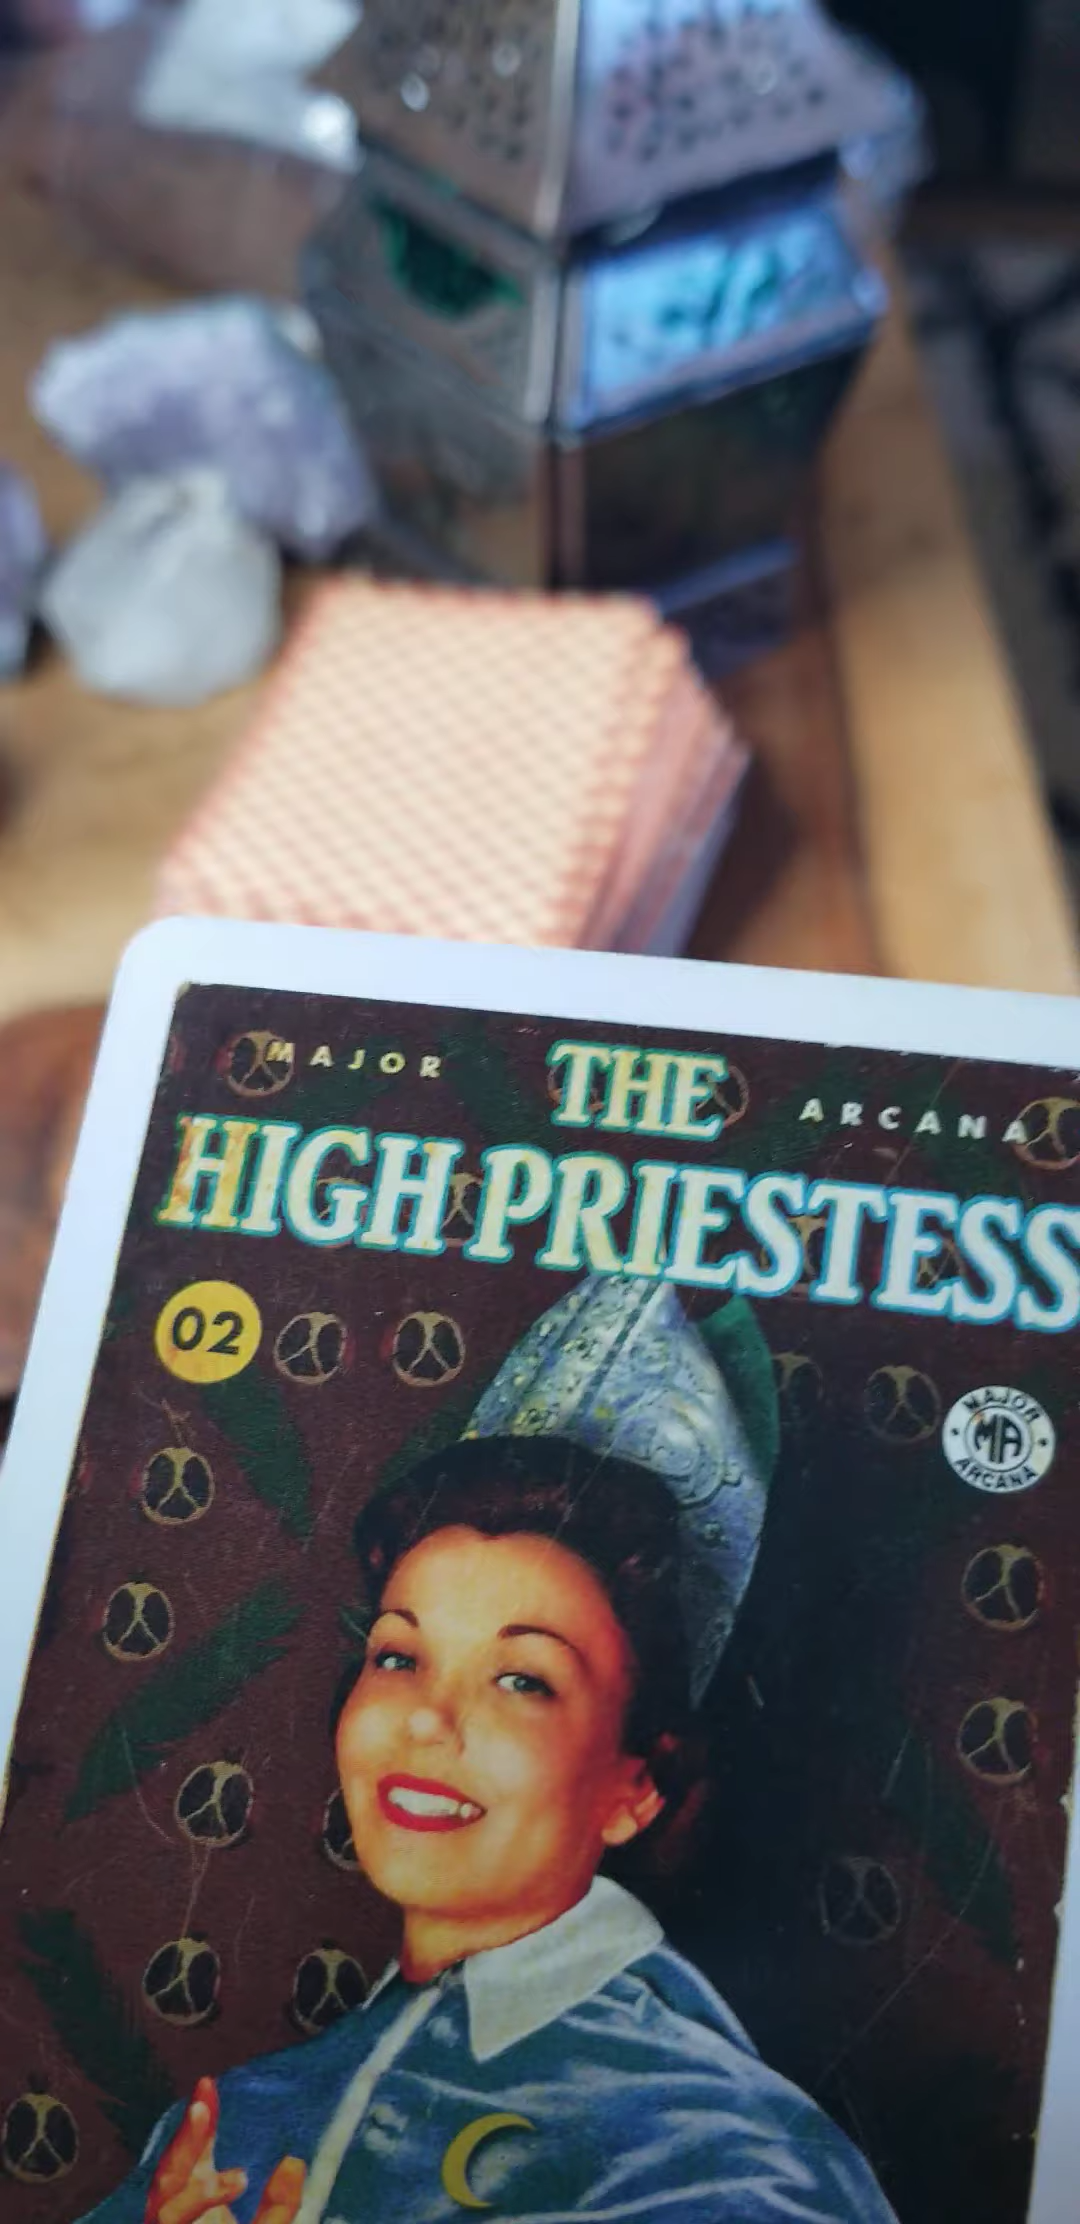 MAJOR THE ARCANA
HIGH PRIESTESS
02
MAJOR
MA
ARCANA